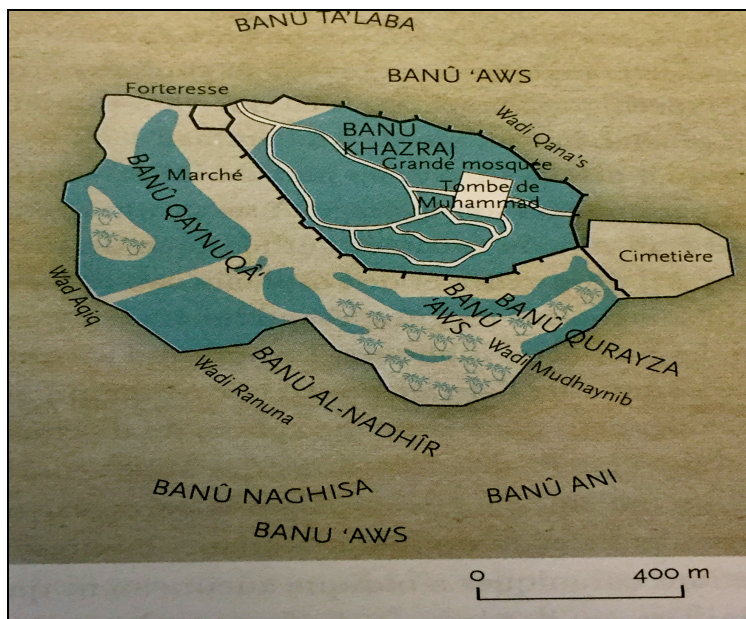 BANÛ TA'LABA
BANÛ 'AWS
Forteresse
Wadi Qana's
BANU
KHAZRAJ
Grande mosquée
Marché
Tombe de
Muhammad
BANÛ QAYNUQÂ'
Cimetière
Wad Aqiq
BANÛ
'AWS
BANÛ QURAYZA
Wadi Mudhaynib
Wadi Ranuna
BANÛ AL-NADHÎR
BANÛ NAGHISA
BANÛ ANI
BANU 'AWS
0 400 m